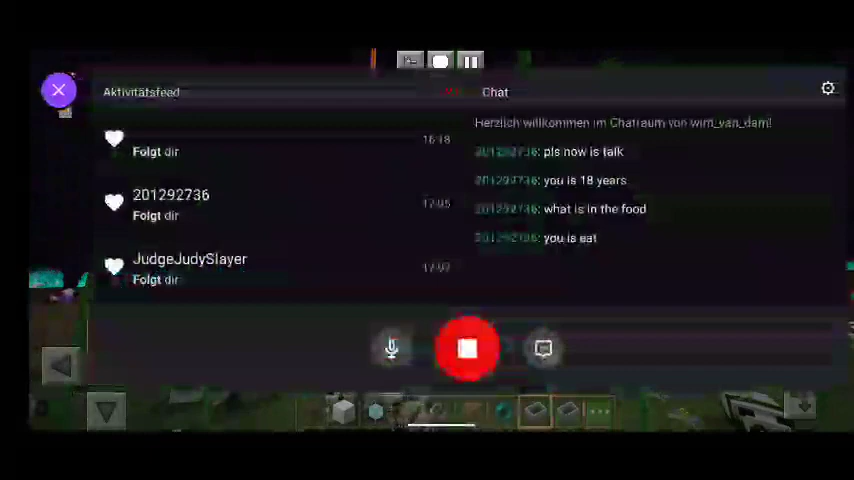 Aktivitätsfeed
Chat
Herzlich willkommen im Chatraum von wim_van_dam!
16:18
Folgt dir
201292736: pls now is talk
201292736: you is 18 years
201292736
17:05
Folgt dir
201292736: what is in the food
201292736: you is eat
JudgeJudySlayer
17:07
Folgt dir